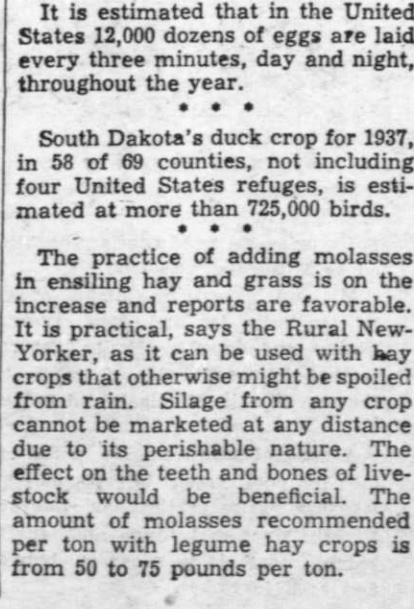 It is estimated that in the United
States 12,000 dozens of eggs are laid
every three minutes, day and night,
throughout the year.
* * *
South Dakota's duck crop for 1937,
in 58 of 69 counties, not including
four United States refuges, is esti-
mated at more than 725,000 birds.
* * *
The practice of adding molasses
in ensiling hay and grass is on the
increase and reports are favorable.
It is practical, says the Rural New-
Yorker, as it can be used with hay
crops that otherwise might be spoiled
from rain. Silage from any crop
cannot be marketed at any distance
due to its perishable nature. The
effect on the teeth and bones of live-
stock would be beneficial. The
amount of molasses recommended
per ton with legume hay crops is
from 50 to 75 pounds per ton.